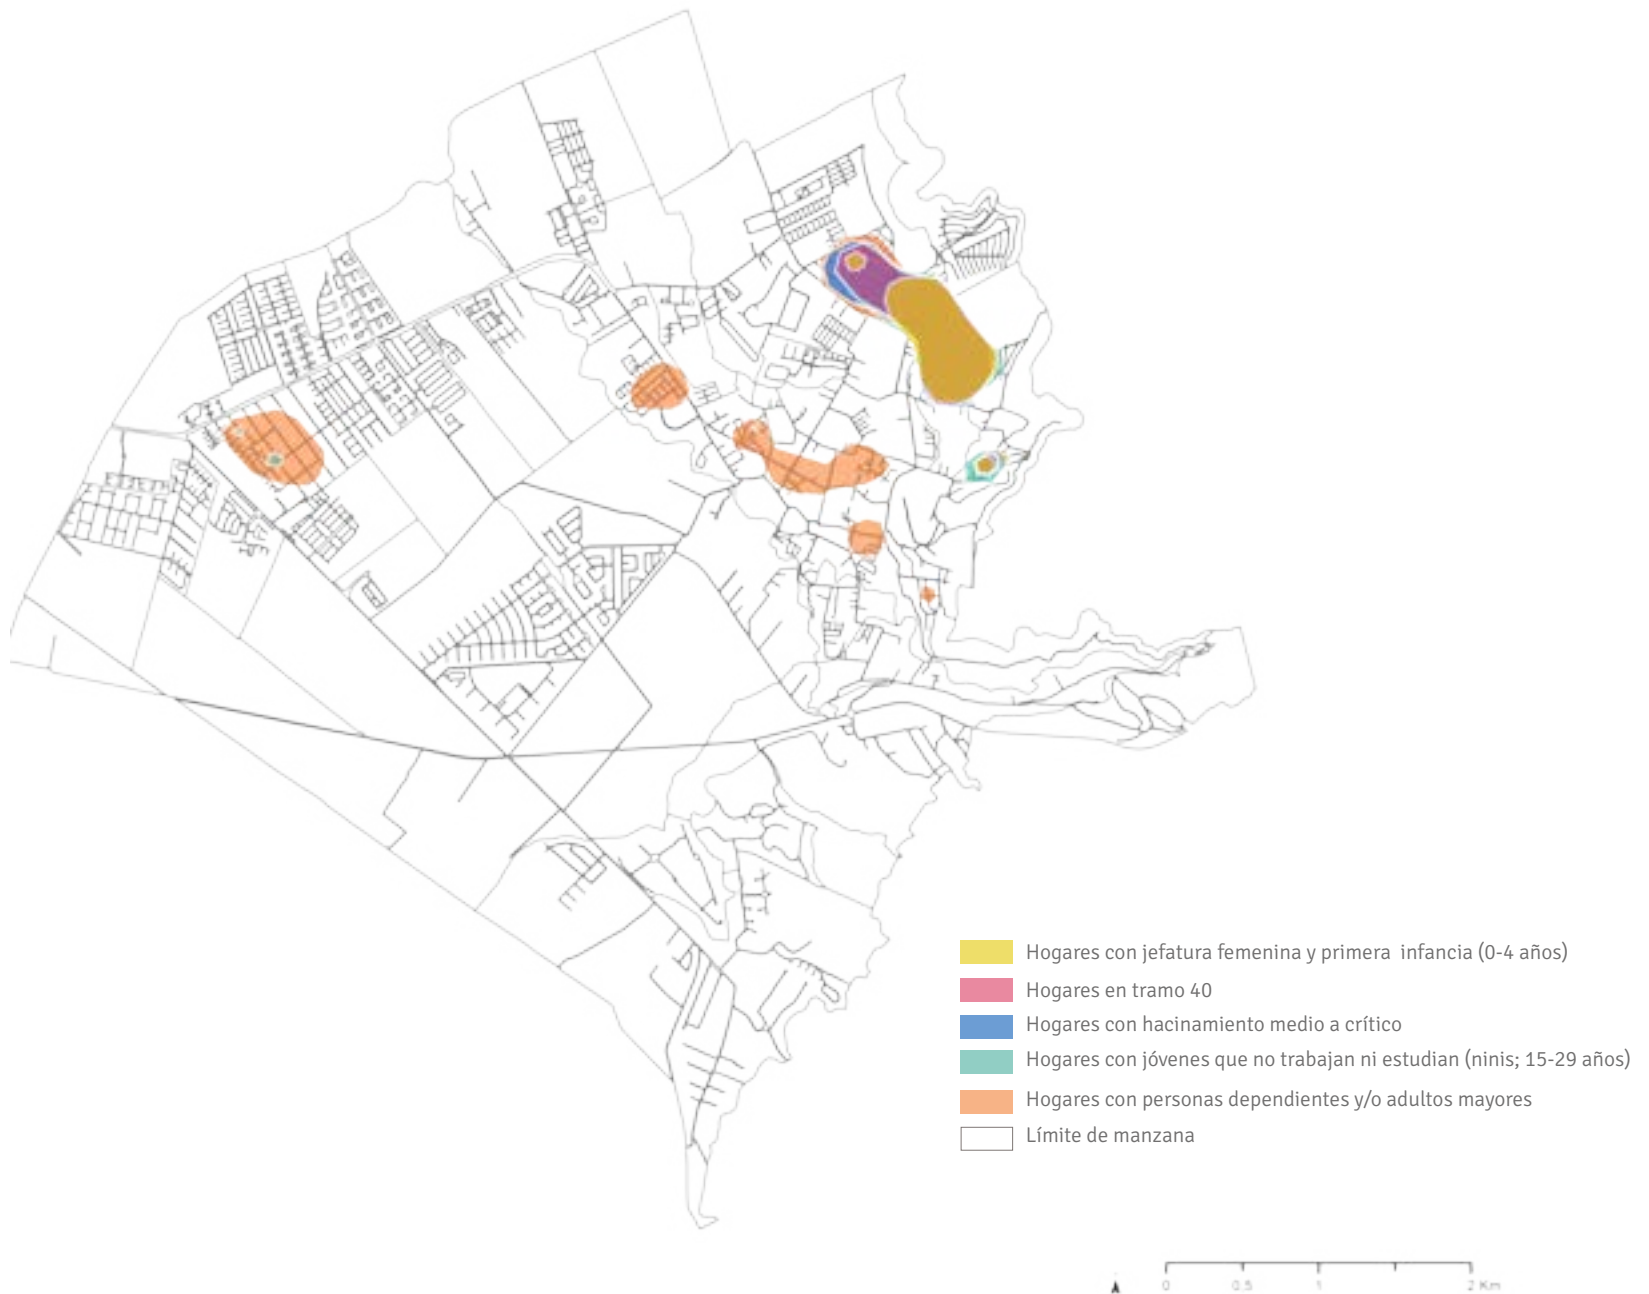 Hogares con jefatura femenina y primera infancia (0-4 años)
Hogares en tramo 40
Hogares con hacinamiento medio a crítico
Hogares con jóvenes que no trabajan ni estudian (ninis; 15-29 años)
Hogares con personas dependientes y/o adultos mayores
Límite de manzana
0 0.5 1 2 Km